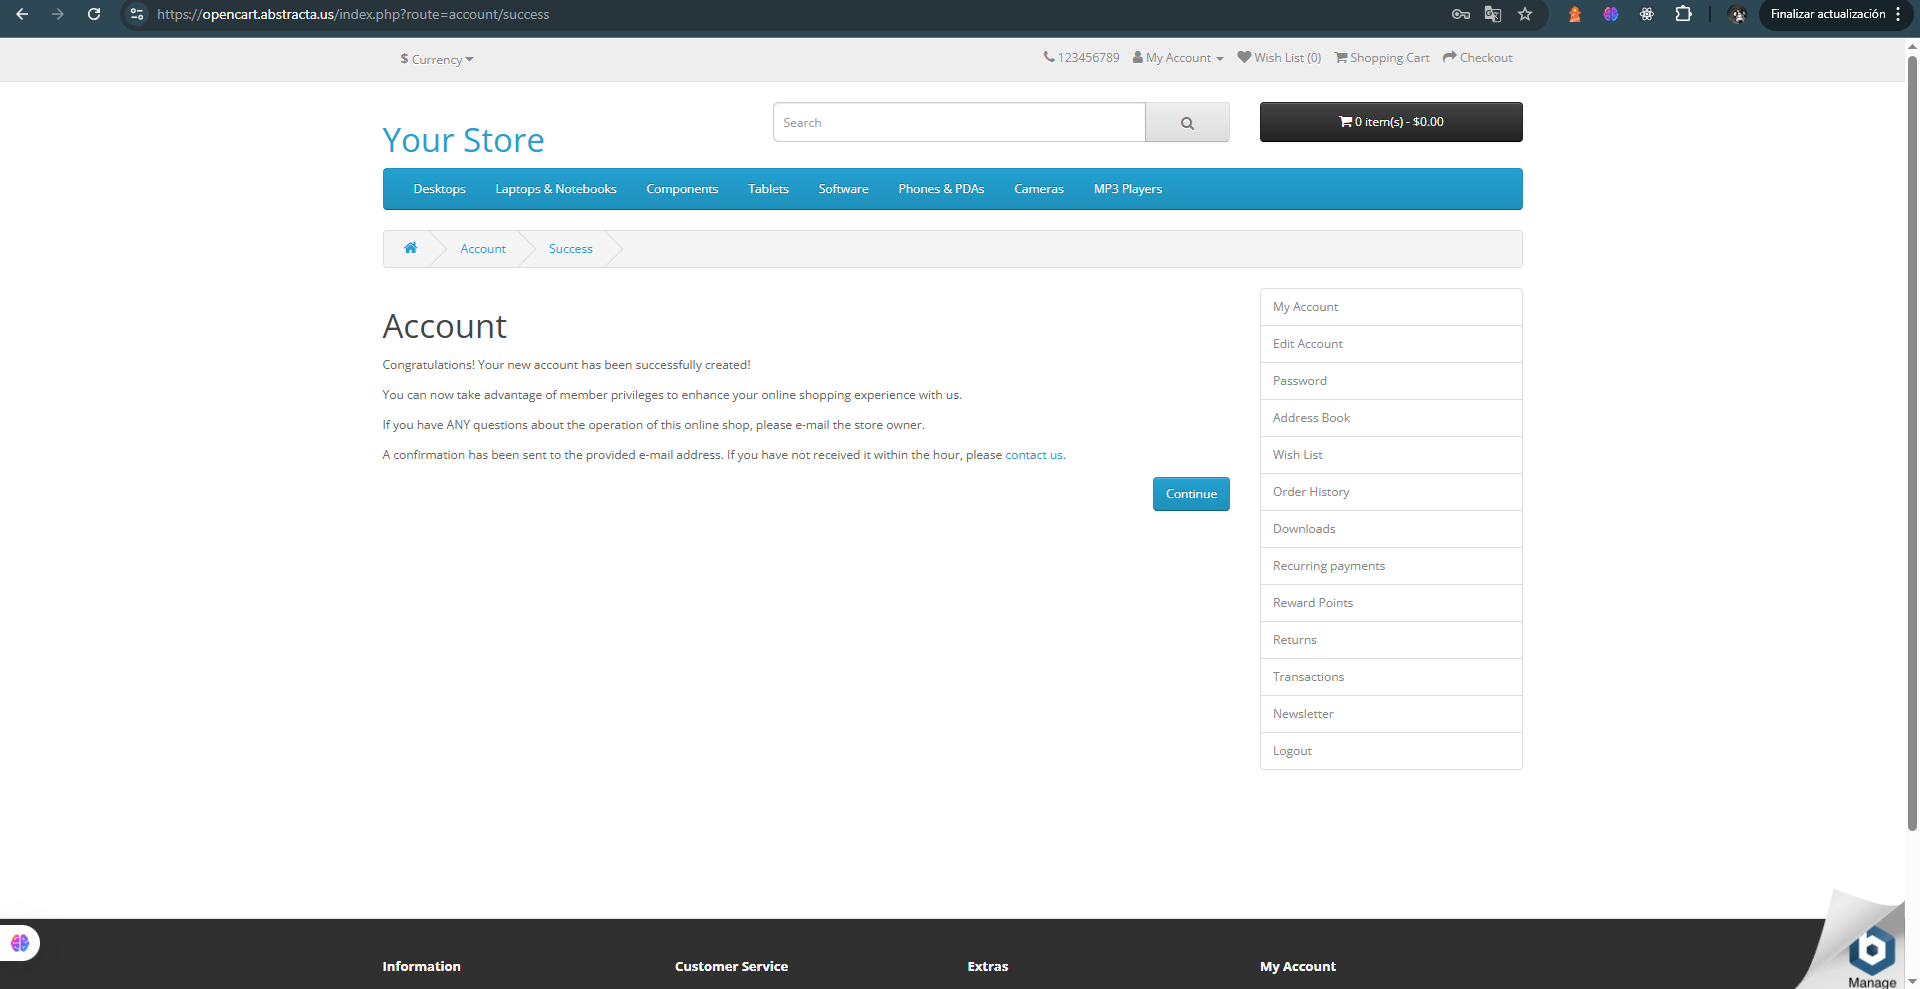 https://opencart.abstracta.us/index.php?route=account/success
Finalizar actualización
$ Currency
123456789
My Account
Wish List (0)
Shopping Cart
Checkout
Your Store
Search
0 item(s) - $0.00
Desktops
Laptops & Notebooks
Components
Tablets
Software
Phones & PDAs
Cameras
MP3 Players
Account
Success
Account
Congratulations! Your new account has been successfully created!
You can now take advantage of member privileges to enhance your online shopping experience with us.
If you have ANY questions about the operation of this online shop, please e-mail the store owner.
A confirmation has been sent to the provided e-mail address. If you have not received it within the hour, please contact us.
Continue
My Account
Edit Account
Password
Address Book
Wish List
Order History
Downloads
Recurring payments
Reward Points
Returns
Transactions
Newsletter
Logout
Information
Customer Service
Extras
My Account
Manage